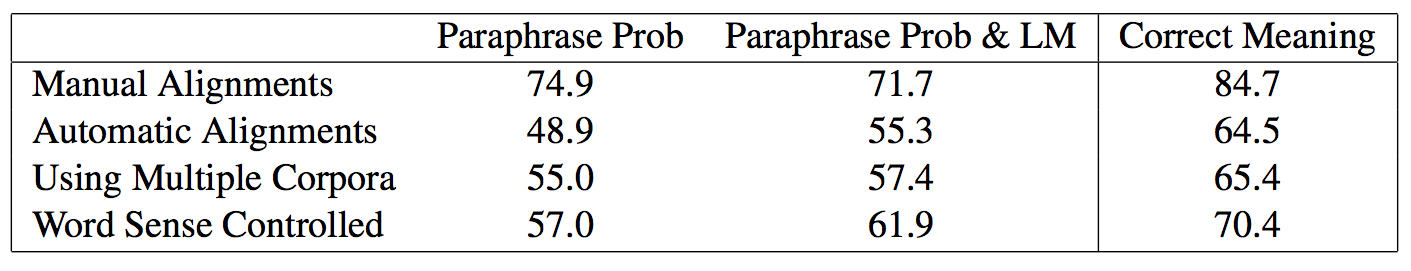 Paraphrase Prob Paraphrase Prob & LM Correct Meaning
Manual Alignments 74.9 71.7 84.7
Automatic Alignments 48.9 55.3 64.5
Using Multiple Corpora 55.0 57.4 65.4
Word Sense Controlled 57.0 61.9 70.4